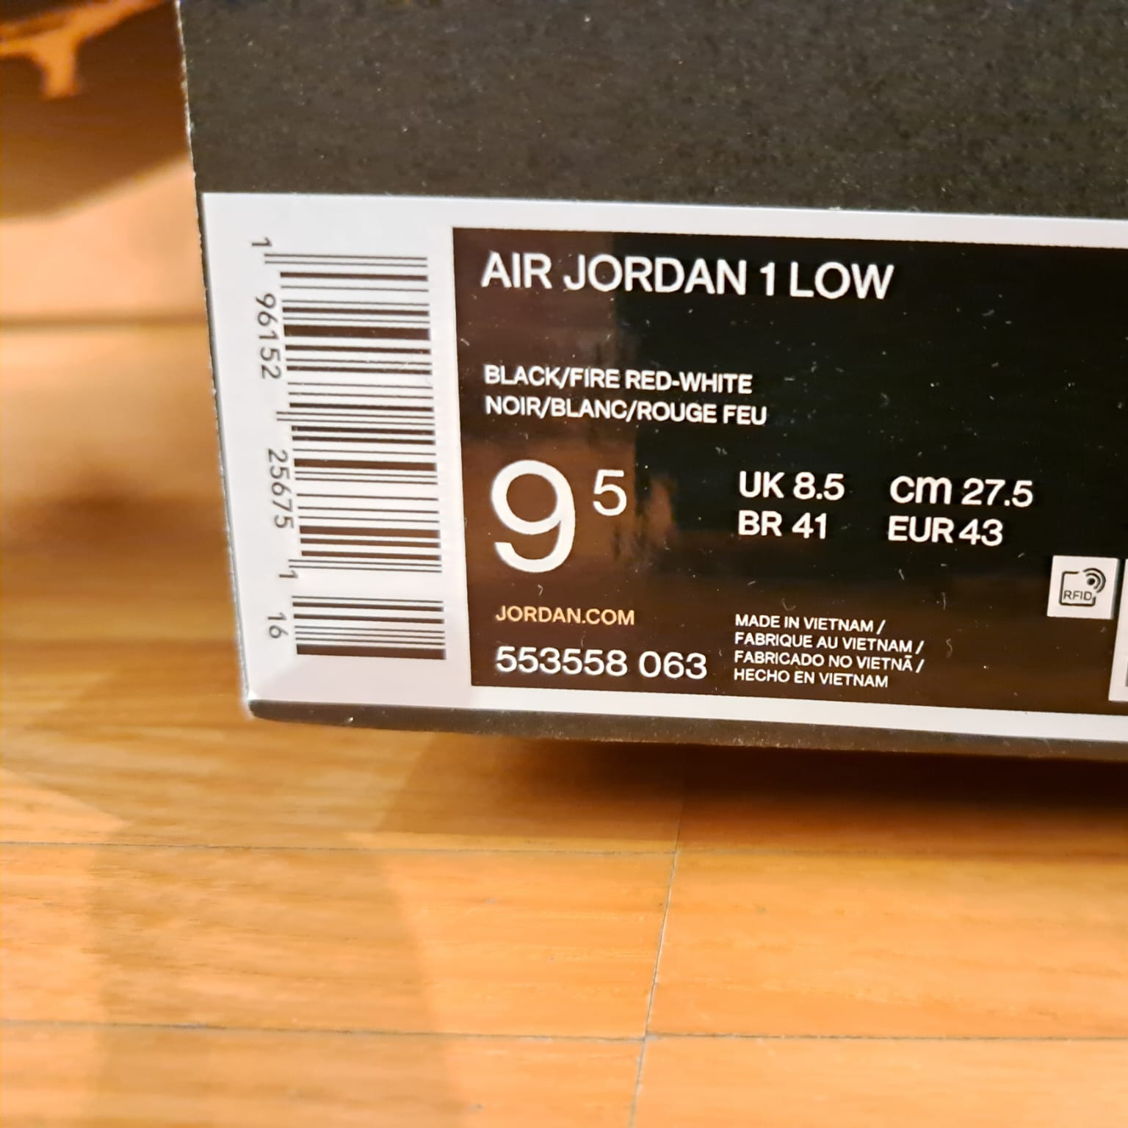 AIR JORDAN 1 LOW
BLACK/FIRE RED-WHITE
NOIR/BLANC/ROUGE FEU
9 5
UK 8.5 cm 27.5
BR 41 EUR 43
JORDAN.COM
553558 063
MADE IN VIETNAM /
FABRIQUE AU VIETNAM /
FABRICADO NO VIETNÃ /
HECHO EN VIETNAM
RFID
1 96152 25675 1 16